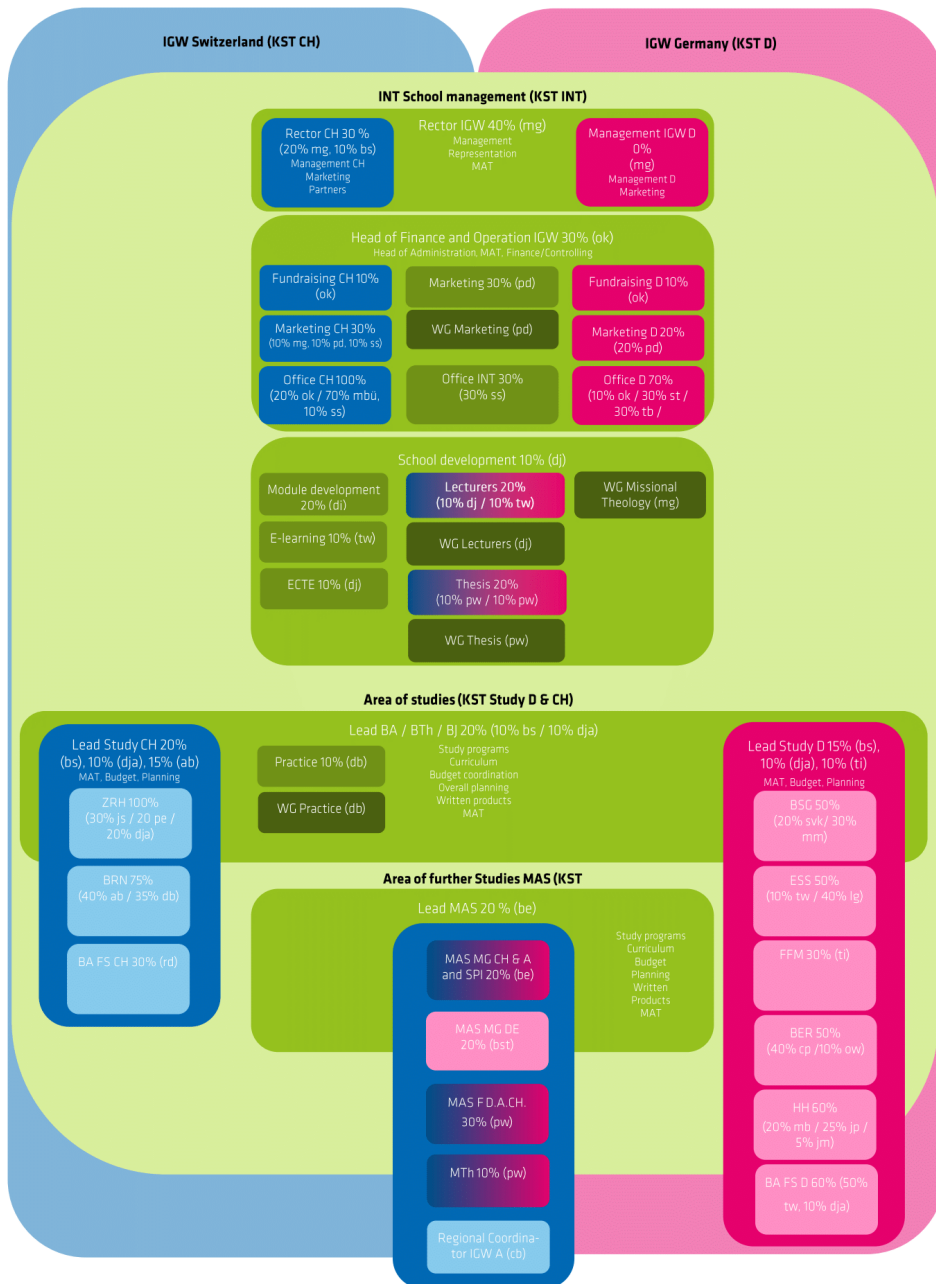 IGW Switzerland (KST CH)
IGW Germany (KST D)
INT School management (KST INT)
Rector CH 30 %
(20% mg, 10% bs)
Management CH
Marketing
Partners
Rector IGW 40% (mg)
Management
Representation
MAT
Management IGW D
0%
(mg)
Management D
Marketing
Head of Finance and Operation IGW 30% (ok)
Head of Administration, MAT, Finance/Controlling
Fundraising CH 10%
(ok)
Marketing 30% (pd)
Fundraising D 10%
(ok)
Marketing CH 30%
(10% mg, 10% pd, 10% ss)
WG Marketing (pd)
Marketing D 20%
(20% pd)
Office CH 100%
(20% ok / 70% mbü,
10% ss)
Office INT 30%
(30% ss)
Office D 70%
(10% ok / 30% st /
30% tb /
School development 10% (dj)
Module development
20% (di)
Lecturers 20%
(10% dj / 10% tw)
WG Missional
Theology (mg)
E-learning 10% (tw)
WG Lecturers (dj)
ECTE 10% (dj)
Thesis 20%
(10% pw / 10% pw)
WG Thesis (pw)
Area of studies (KST Study D & CH)
Lead BA / BTh / BJ 20% (10% bs / 10% dja)
Study programs
Curriculum
Budget coordination
Overall planning
Written products
MAT
Practice 10% (db)
WG Practice (db)
Lead Study CH 20%
(bs), 10% (dja), 15% (ab)
MAT, Budget, Planning
ZRH 100%
(30% js / 20 pe /
20% dja)
BRN 75%
(40% ab / 35% db)
BA FS CH 30% (rd)
Lead Study D 15% (bs),
10% (dja), 10% (ti)
MAT, Budget, Planning
BSG 50%
(20% svk/ 30%
mm)
ESS 50%
(10% tw / 40% !g)
FFM 30% (ti)
BER 50%
(40% cp /10% ow)
HH 60%
(20% mb / 25% jp /
5% jm)
BA FS D 60% (50%
tw, 10% dja)
Area of further Studies MAS (KST
Lead MAS 20 % (be)
Study programs
Curriculum
Budget
Planning
Written
Products
MAT
MAS MG CH & A
and SPI 20% (be)
MAS MG DE
20% (bst)
MAS F D.A.CH.
30% (pw)
MTh 10% (pw)
Regional Coordina-
tor IGW A (cb)